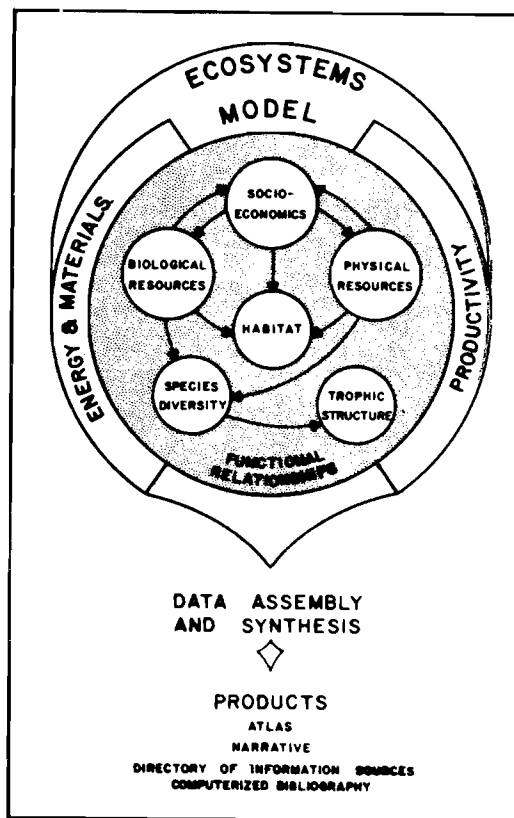 ECOSYSTEMS
MODEL
ENERGY & MATERIALS
PRODUCTIVITY
SOCIO-
ECONOMICS
BIOLOGICAL
RESOURCES
PHYSICAL
RESOURCES
HABITAT
SPECIES
DIVERSITY
TROPHIC
STRUCTURE
FUNCTIONAL
RELATIONSHIPS
DATA ASSEMBLY
AND SYNTHESIS
PRODUCTS
ATLAS
NARRATIVE
DIRECTORY OF INFORMATION SOURCES
COMPUTERIZED BIBLIOGRAPHY